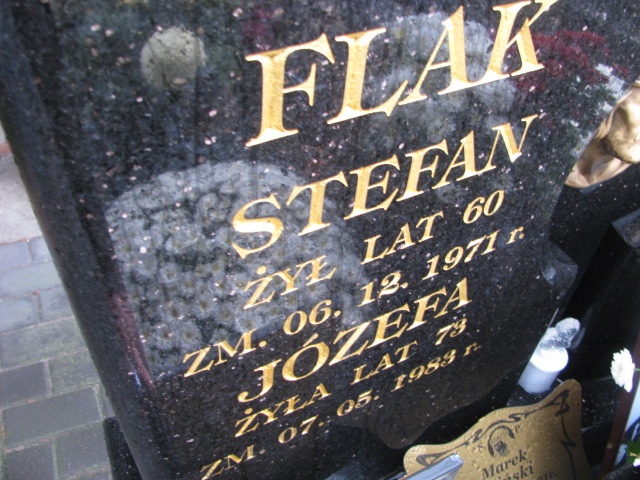 FLAK
STEFAN
ŻYŁ LAT 60
ZM. 06. 12. 1971 r.
JÓZEFA
ŻYŁA LAT 73
ZM. 07. 05. 1983 r.
Marek